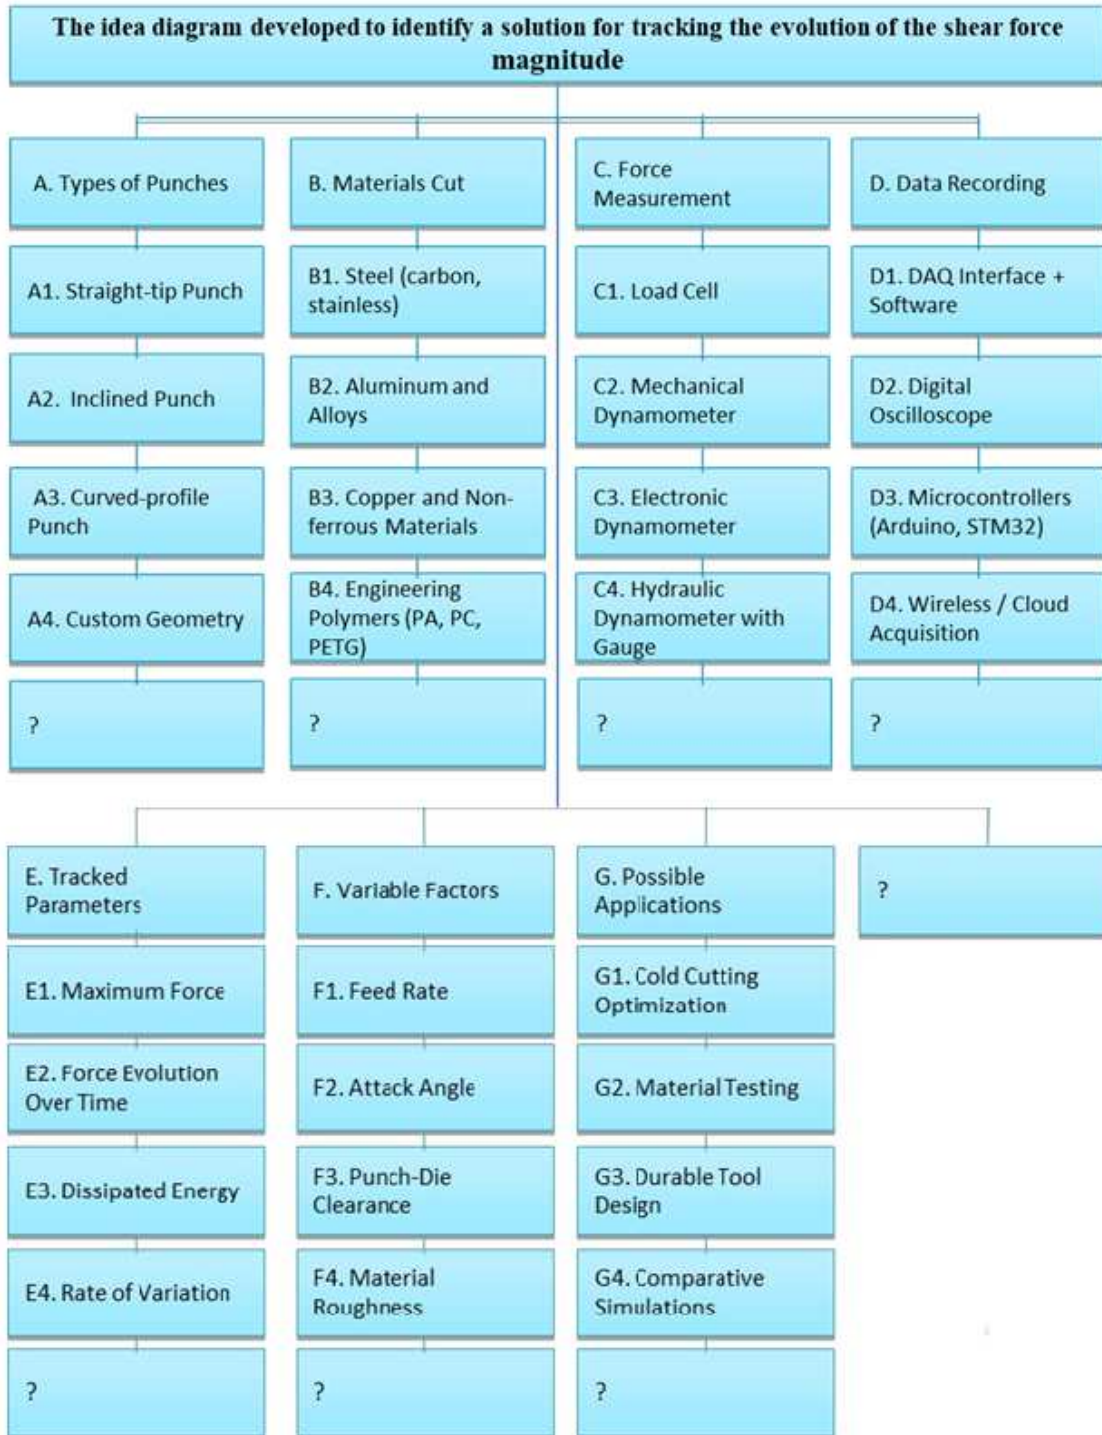 The idea diagram developed to identify a solution for tracking the evolution of the shear force
magnitude
A. Types of Punches
B. Materials Cut
C. Force
Measurement
D. Data Recording
A1. Straight-tip Punch
B1. Steel (carbon,
stainless)
C1. Load Cell
D1. DAQ Interface +
Software
A2. Inclined Punch
B2. Aluminum and
Alloys
C2. Mechanical
Dynamometer
D2. Digital
Oscilloscope
A3. Curved-profile
Punch
B3. Copper and Non-
ferrous Materials
C3. Electronic
Dynamometer
D3. Microcontrollers
(Arduino, STM32)
A4. Custom Geometry
B4. Engineering
Polymers (PA, PC,
PETG)
C4. Hydraulic
Dynamometer with
Gauge
D4. Wireless / Cloud
Acquisition
?
?
?
?
E. Tracked
Parameters
F. Variable Factors
G. Possible
Applications
?
E1. Maximum Force
F1. Feed Rate
G1. Cold Cutting
Optimization
E2. Force Evolution
Over Time
F2. Attack Angle
G2. Material Testing
E3. Dissipated Energy
F3. Punch-Die
Clearance
G3. Durable Tool
Design
E4. Rate of Variation
F4. Material
Roughness
G4. Comparative
Simulations
?
?
?